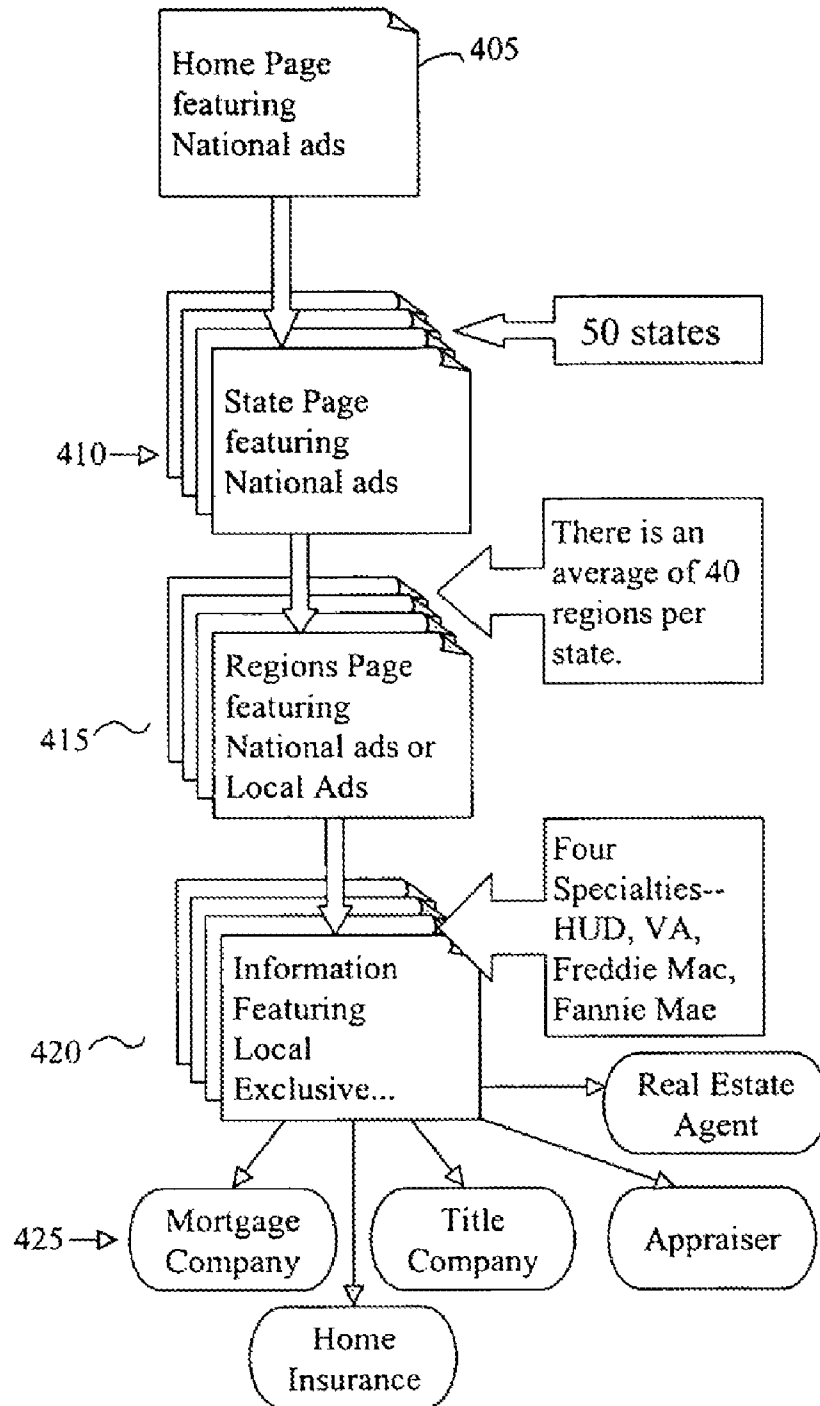 Home Page
featuring
National ads
405
50 states
State Page
featuring
National ads
410
There is an
average of 40
regions per
state.
Regions Page
featuring
National ads or
Local Ads
415
Four
Specialties--
HUD, VA,
Freddie Mac,
Fannie Mae
Information
Featuring
Local
Exclusive...
420
Real Estate
Agent
425
Mortgage
Company
Title
Company
Appraiser
Home
Insurance